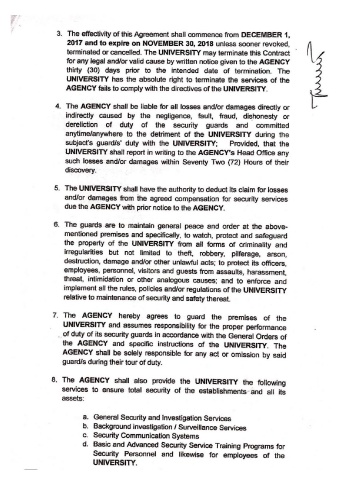 3. The effectivity of this Agreement shall commence from DECEMBER 1,
2017 and to expire on NOVEMBER 30, 2018 unless sooner revoked,
terminated or cancelled. The UNIVERSITY may terminate this Contract
for any legal and/or valid cause by written notice given to the AGENCY
thirty (30) days prior to the intended date of termination. The
UNIVERSITY has the absolute right to terminate the services of the
AGENCY fails to comply with the directives of the UNIVERSITY.
4. The AGENCY shall be liable for all losses and/or damages directly or
indirectly caused by the negligence, fault, fraud, dishonesty or
dereliction of duty of the security guards and committed
anytime/anywhere to the detriment of the UNIVERSITY during the
subject's guards' duty with the UNIVERSITY; Provided, that the
UNIVERSITY shall report in writing to the AGENCY's Head Office any
such losses and/or damages within Seventy Two (72) Hours of their
discovery.
5. The UNIVERSITY shall have the authority to deduct its claim for losses
and/or damages from the agreed compensation for security services
due the AGENCY with prior notice to the AGENCY.
6. The guards are to maintain general peace and order at the above-
mentioned premises and specifically, to watch, protect and safeguard
the property of the UNIVERSITY from all forms of criminality and
irregularities but not limited to theft, robbery, pilferage, arson,
destruction, damage and/or other unlawful acts; to protect its officers,
employees, personnel, visitors and guests from assaults, harassment,
threat, intimidation or other analogous causes; and to enforce and
implement all the rules, policies and/or regulations of the UNIVERSITY
relative to maintenance of security and safety thereat.
7. The AGENCY hereby agrees to guard the premises of the
UNIVERSITY and assumes responsibility for the proper performance
of duty of its security guards in accordance with the General Orders of
the AGENCY and specific instructions of the UNIVERSITY. The
AGENCY shall be solely responsible for any act or omission by said
guard/s during their tour of duty.
8. The AGENCY shall also provide the UNIVERSITY the following
services to ensure total security of the establishments and all its
assets:
a. General Security and Investigation Services
b. Background investigation / Surveillance Services
c. Security Communication Systems
d. Basic and Advanced Security Service Training Programs for
Security Personnel and likewise for employees of the
UNIVERSITY.